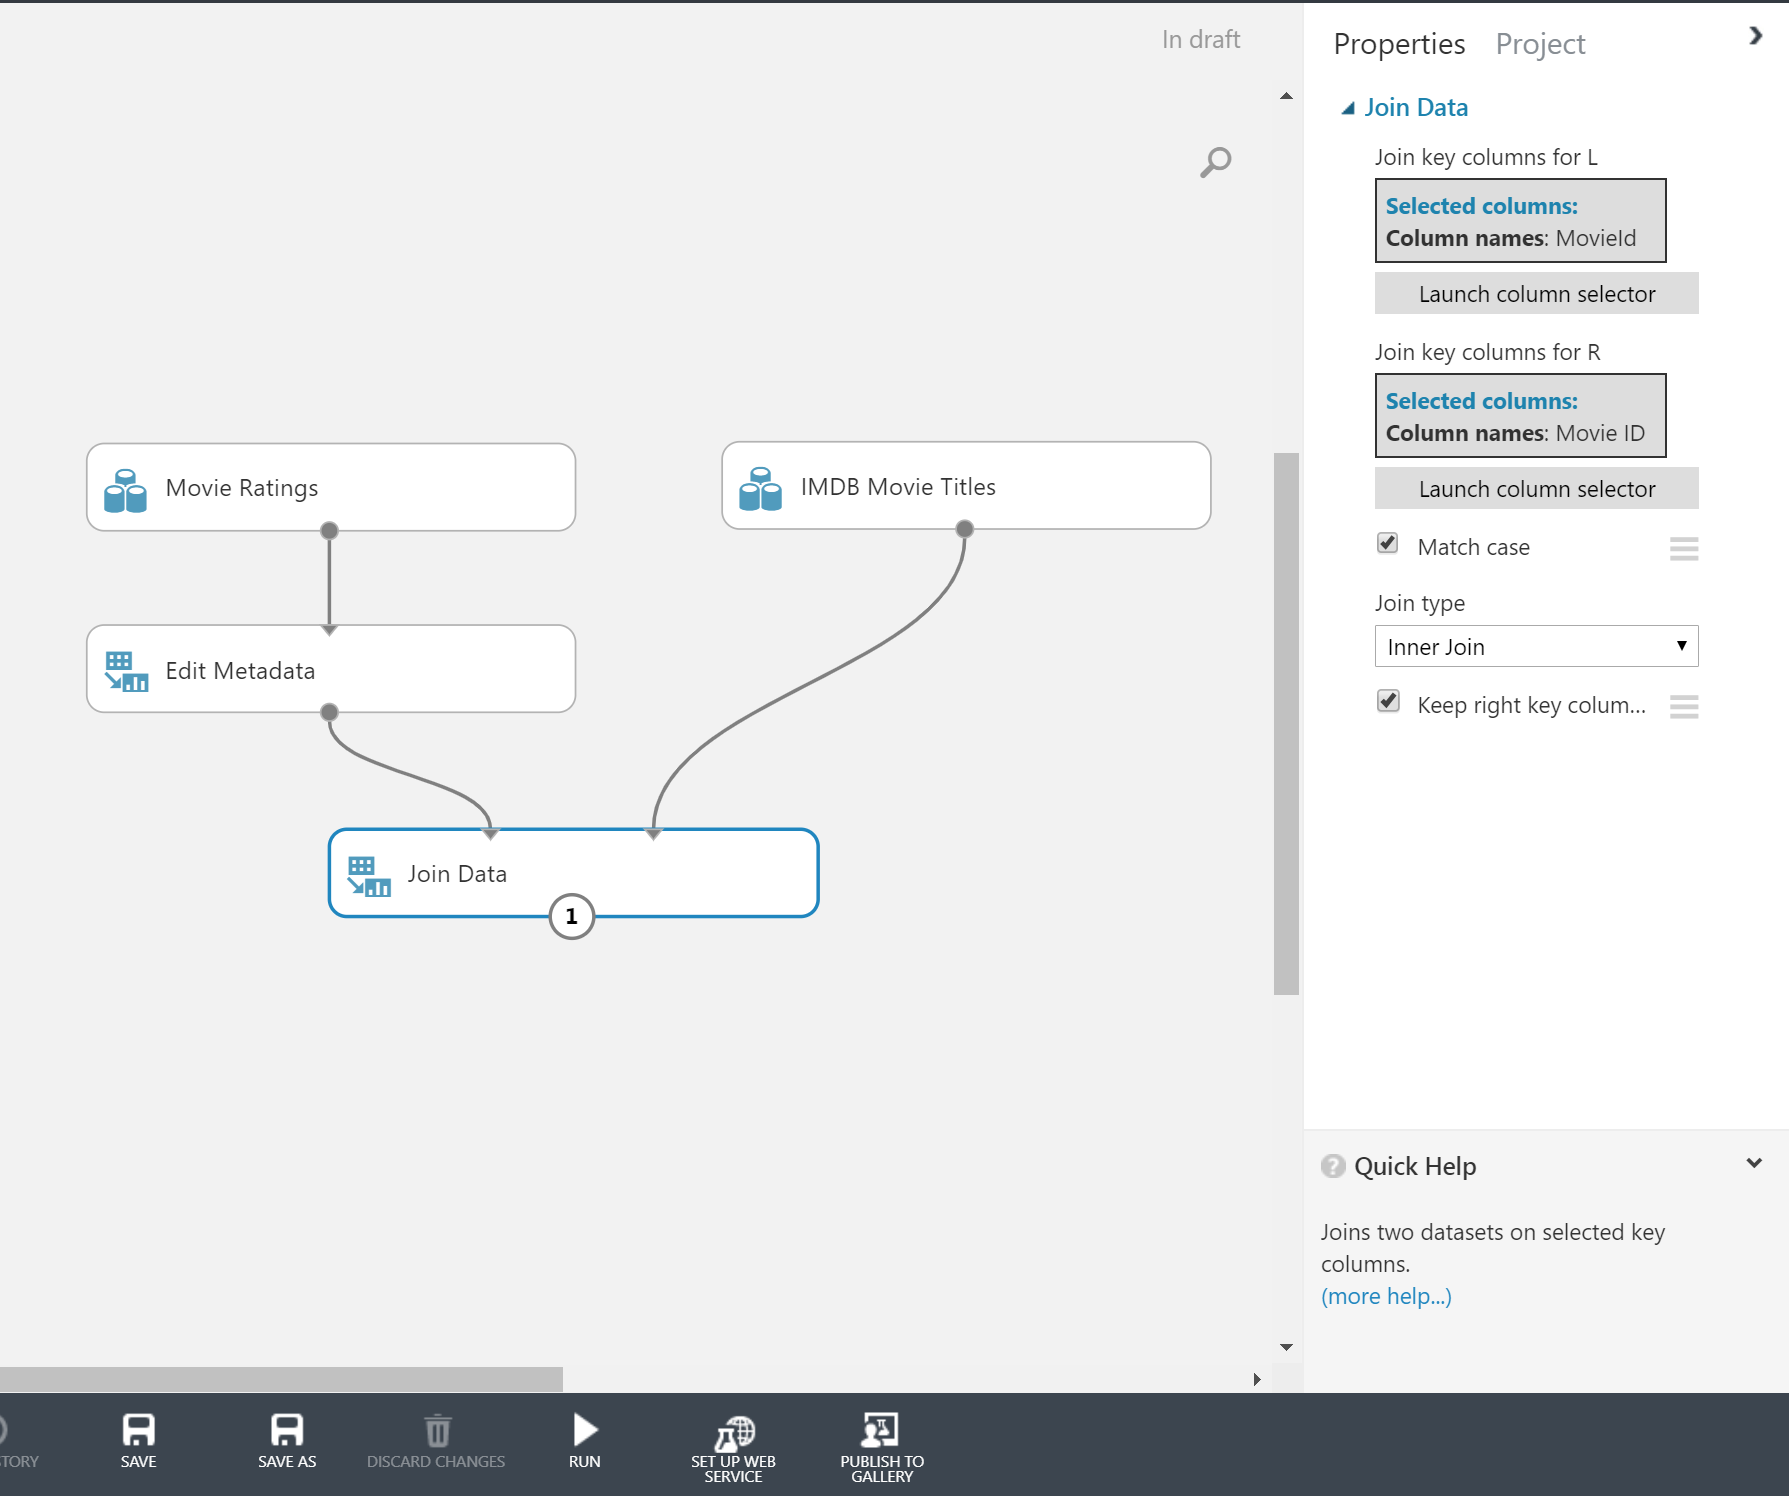 In draft
Movie Ratings
IMDB Movie Titles
Edit Metadata
Join Data
1
Properties Project
Join Data
Join key columns for L
Selected columns:
Column names: MovieId
Launch column selector
Join key columns for R
Selected columns:
Column names: Movie ID
Launch column selector
Match case
Join type
Inner Join
Keep right key colum...
? Quick Help
Joins two datasets on selected key
columns.
(more help...)
TORY
SAVE
SAVE AS
DISCARD CHANGES
RUN
SET UP WEB
SERVICE
PUBLISH TO
GALLERY